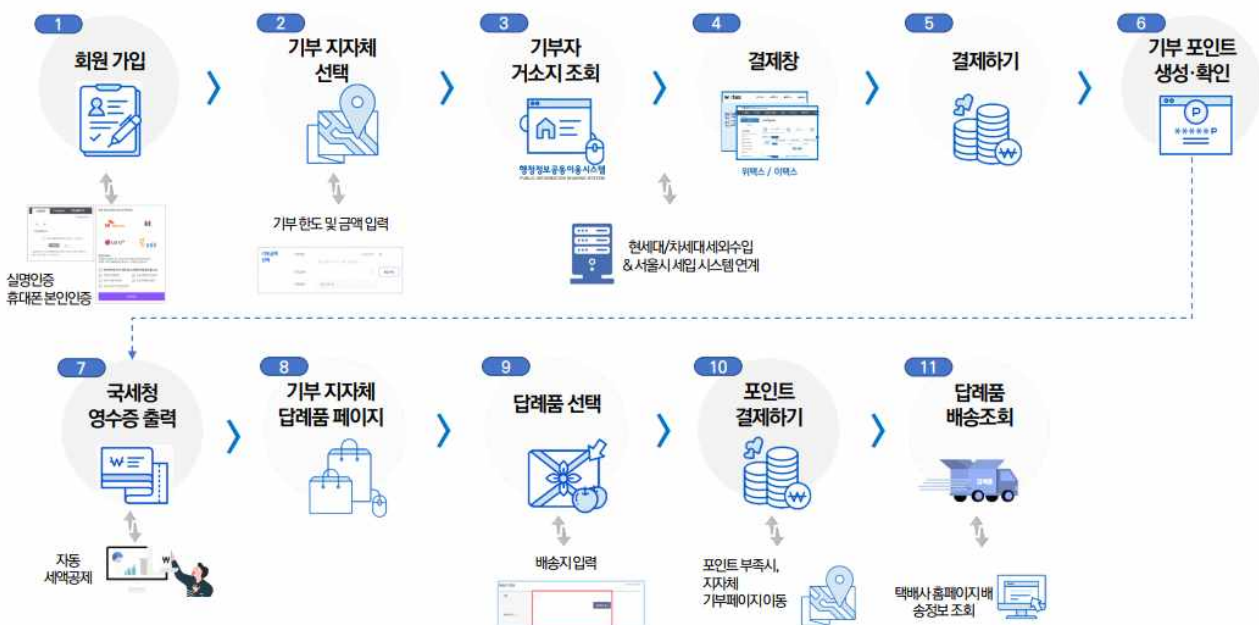 1
회원 가입
실명인증
휴대폰 본인인증
2
기부 지자체
선택
기부 한도 및 금액 입력
3
기부자
거소지 조회
행정정보공동이용시스템
PUBLIC INFORMATION SHARING SYSTEM
4
결제창
위택스 / 이택스
현세대/차세대 세외수입
& 서울시 세입 시스템 연계
5
결제하기
6
기부 포인트
생성·확인
P
*****P
7
국세청
영수증 출력
자동
세액공제
8
기부 지자체
답례품 페이지
9
답례품 선택
배송지 입력
10
포인트
결제하기
포인트 부족시,
지자체
기부페이지 이동
11
답례품
배송조회
택배사 홈페이지 배
송정보 조회